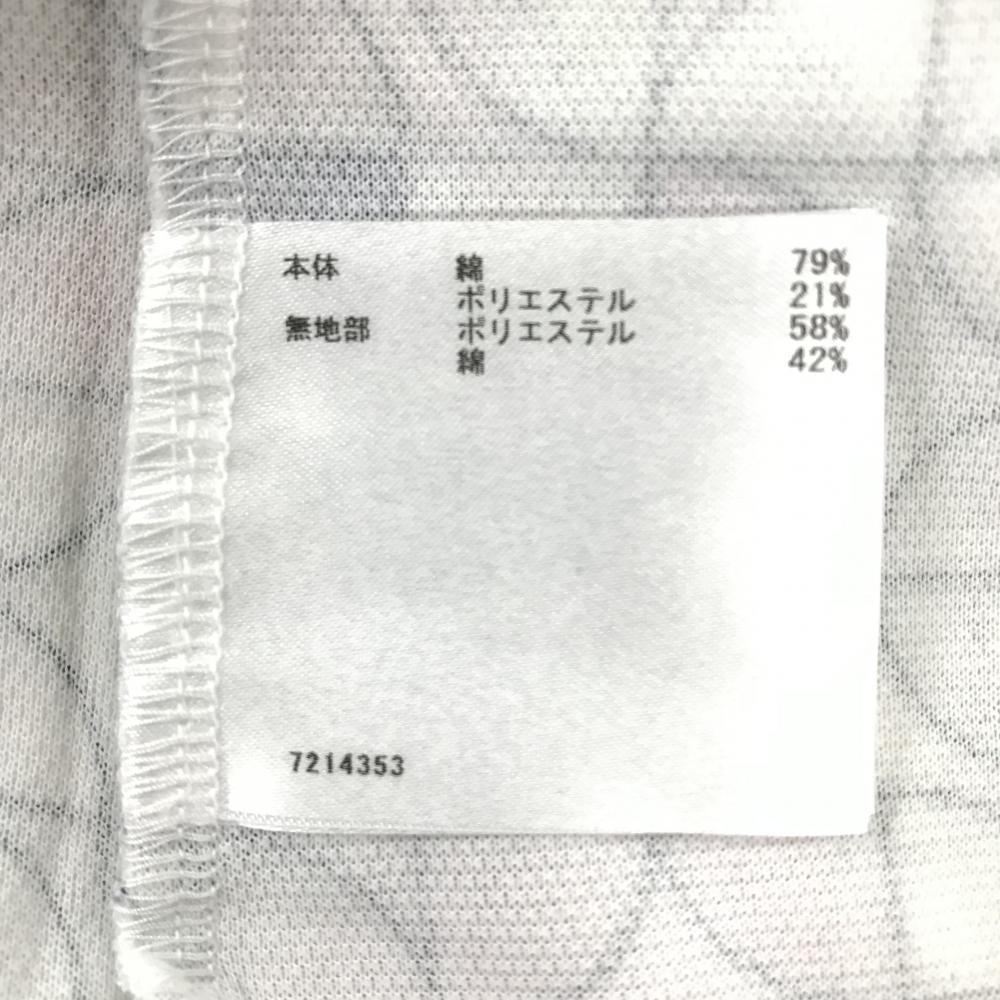 本体 綿 79%
ポリエステル 21%
無地部 ポリエステル 58%
綿 42%
7214353